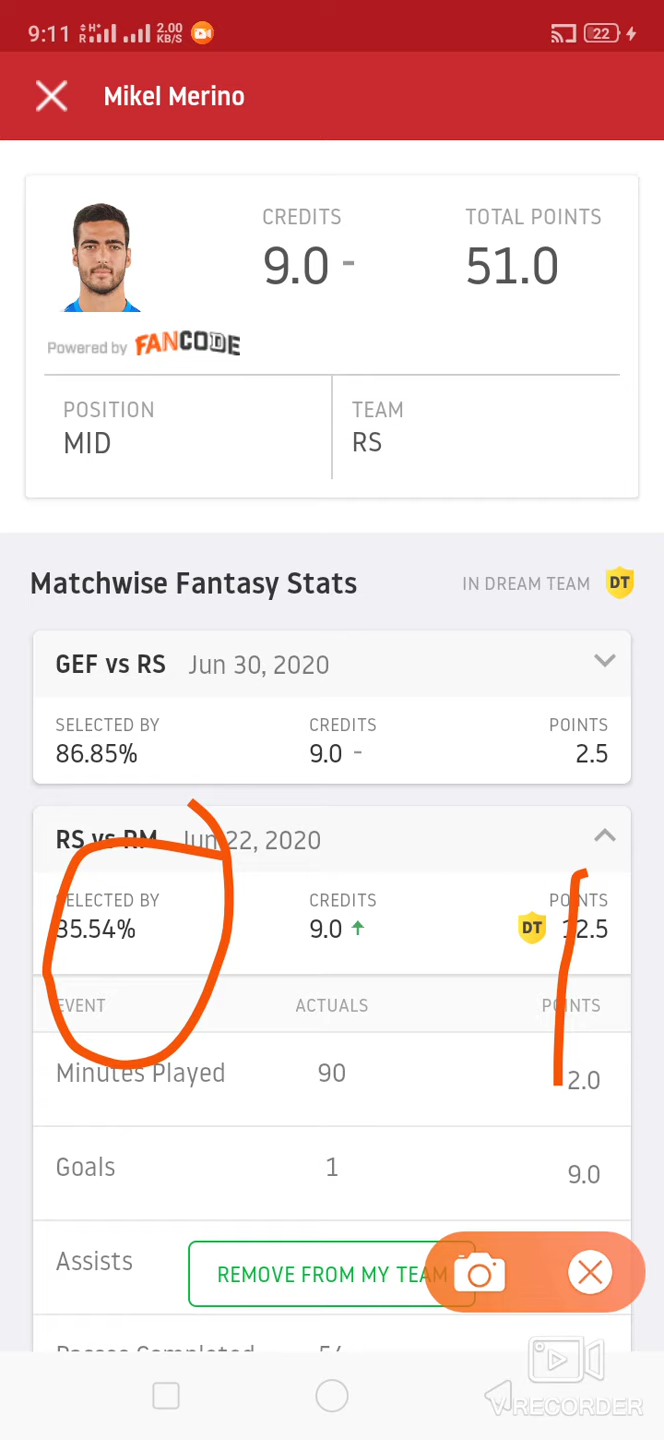 9:11 R H 2.00 KB/S 22
Mikel Merino
CREDITS TOTAL POINTS
9.0 - 51.0
Powered by FANCODE
POSITION TEAM
MID RS
Matchwise Fantasy Stats IN DREAM TEAM DT
GEF vs RS Jun 30, 2020
SELECTED BY CREDITS POINTS
86.85% 9.0 - 2.5
RS vs RM Jun 22, 2020
SELECTED BY CREDITS POINTS
35.54% 9.0 DT 12.5
EVENT ACTUALS POINTS
Minutes Played 90 2.0
Goals 1 9.0
Assists
REMOVE FROM MY TEAM
Passes Completed
VRECORDER